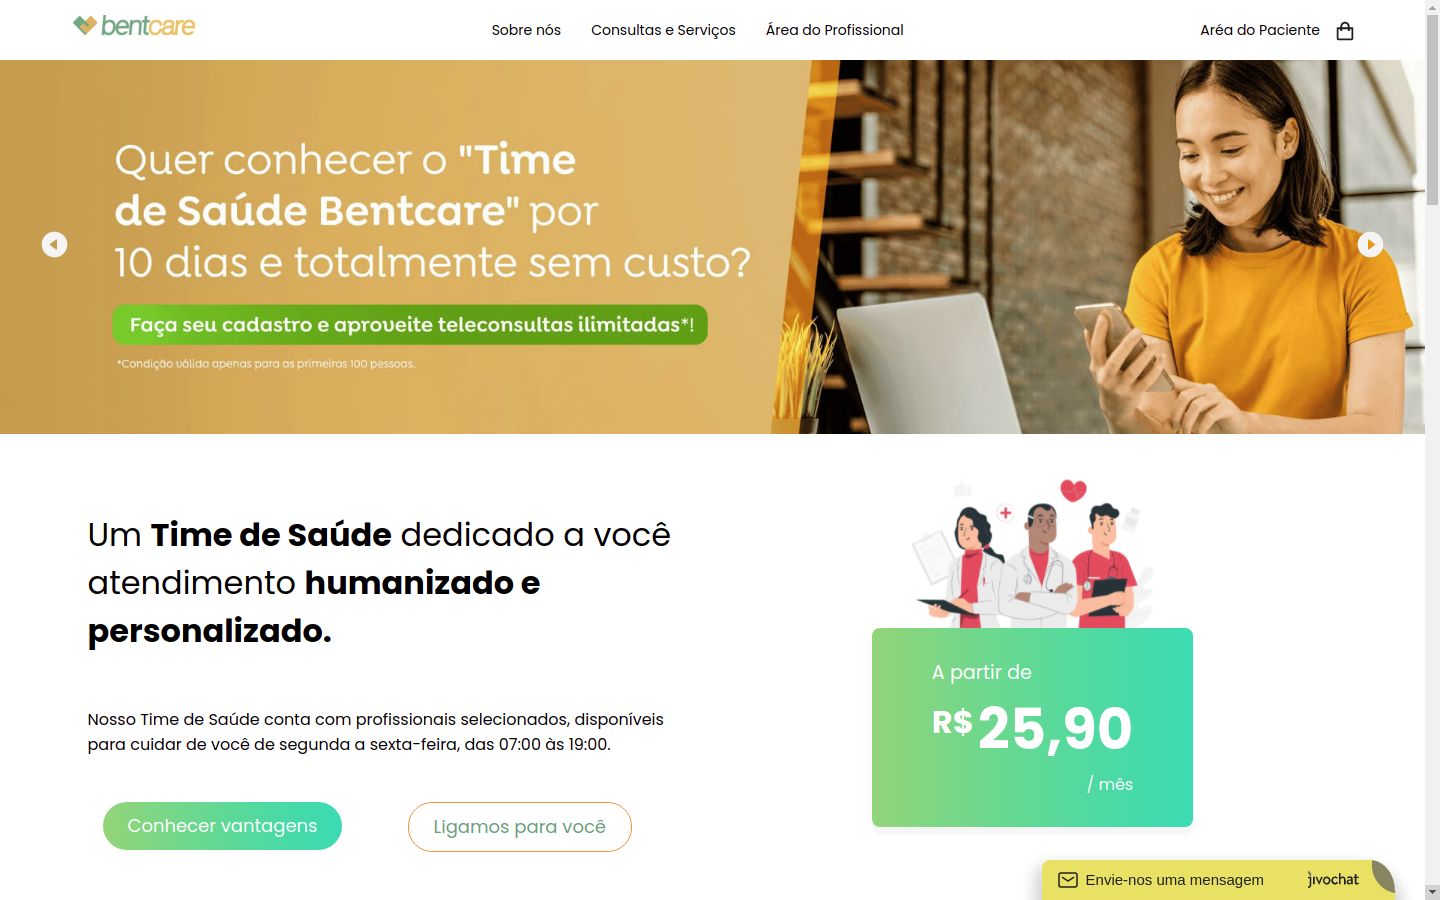 bentcare
Sobre nós
Consultas e Serviços
Área do Profissional
Aréa do Paciente
Quer conhecer o "Time
de Saúde Bentcare" por
10 dias e totalmente sem custo?
Faça seu cadastro e aproveite teleconsultas ilimitadas*!
*Condição válida apenas para as primeiras 100 pessoas.
Um Time de Saúde dedicado a você
atendimento humanizado e
personalizado.
Nosso Time de Saúde conta com profissionais selecionados, disponíveis
para cuidar de você de segunda a sexta-feira, das 07:00 às 19:00.
Conhecer vantagens
Ligamos para você
A partir de
R$ 25,90
/ mês
Envie-nos uma mensagem
jivochat